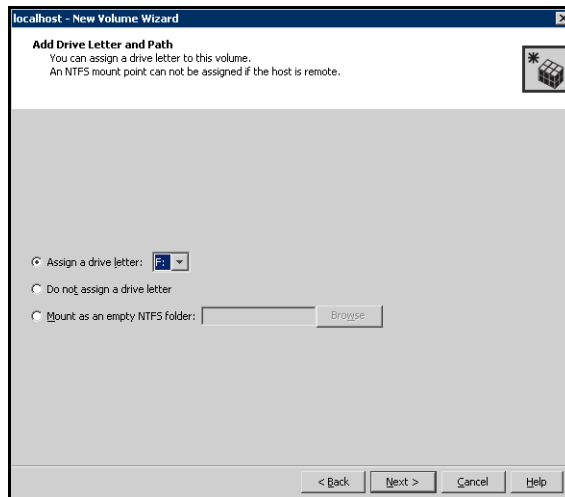 localhost - New Volume Wizard
Add Drive Letter and Path
You can assign a drive letter to this volume.
An NTFS mount point can not be assigned if the host is remote.
Assign a drive letter: F:
Do not assign a drive letter
Mount as an empty NTFS folder: Browse
< Back Next > Cancel Help